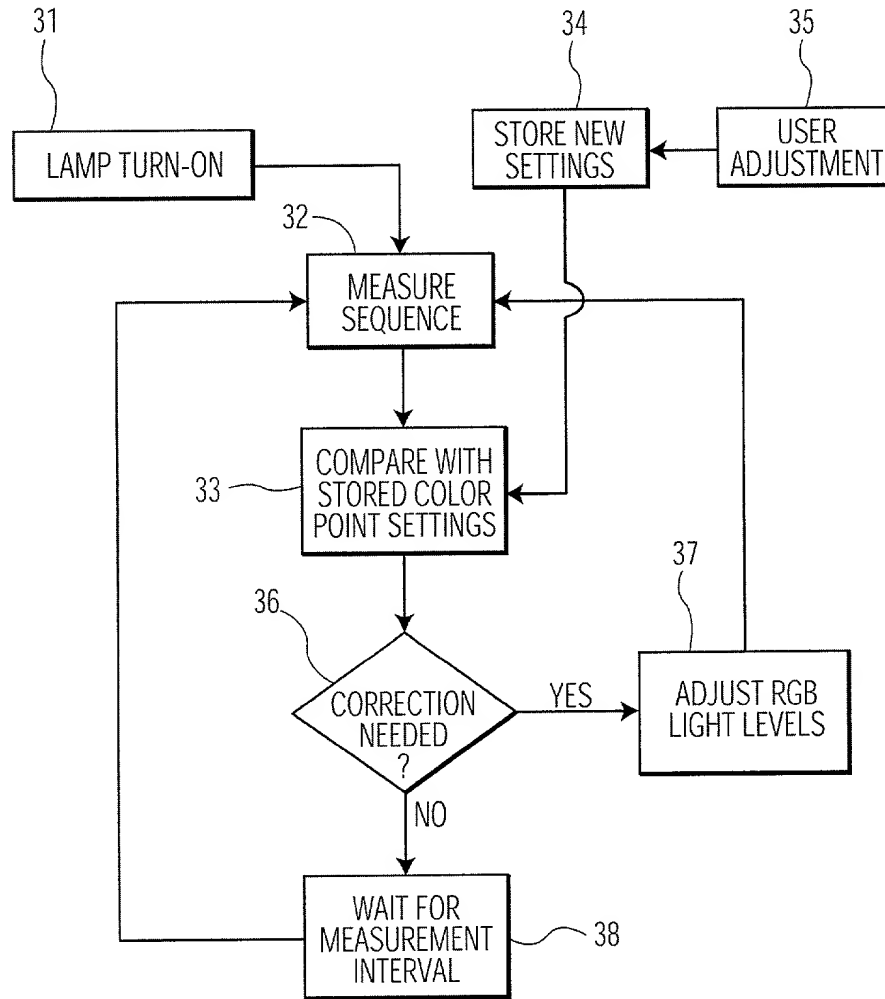 31
34
35
LAMP TURN-ON
STORE NEW
SETTINGS
USER
ADJUSTMENT
32
MEASURE
SEQUENCE
33
COMPARE WITH
STORED COLOR
POINT SETTINGS
36
37
CORRECTION
NEEDED
?
YES
ADJUST RGB
LIGHT LEVELS
NO
WAIT FOR
MEASUREMENT
INTERVAL
38